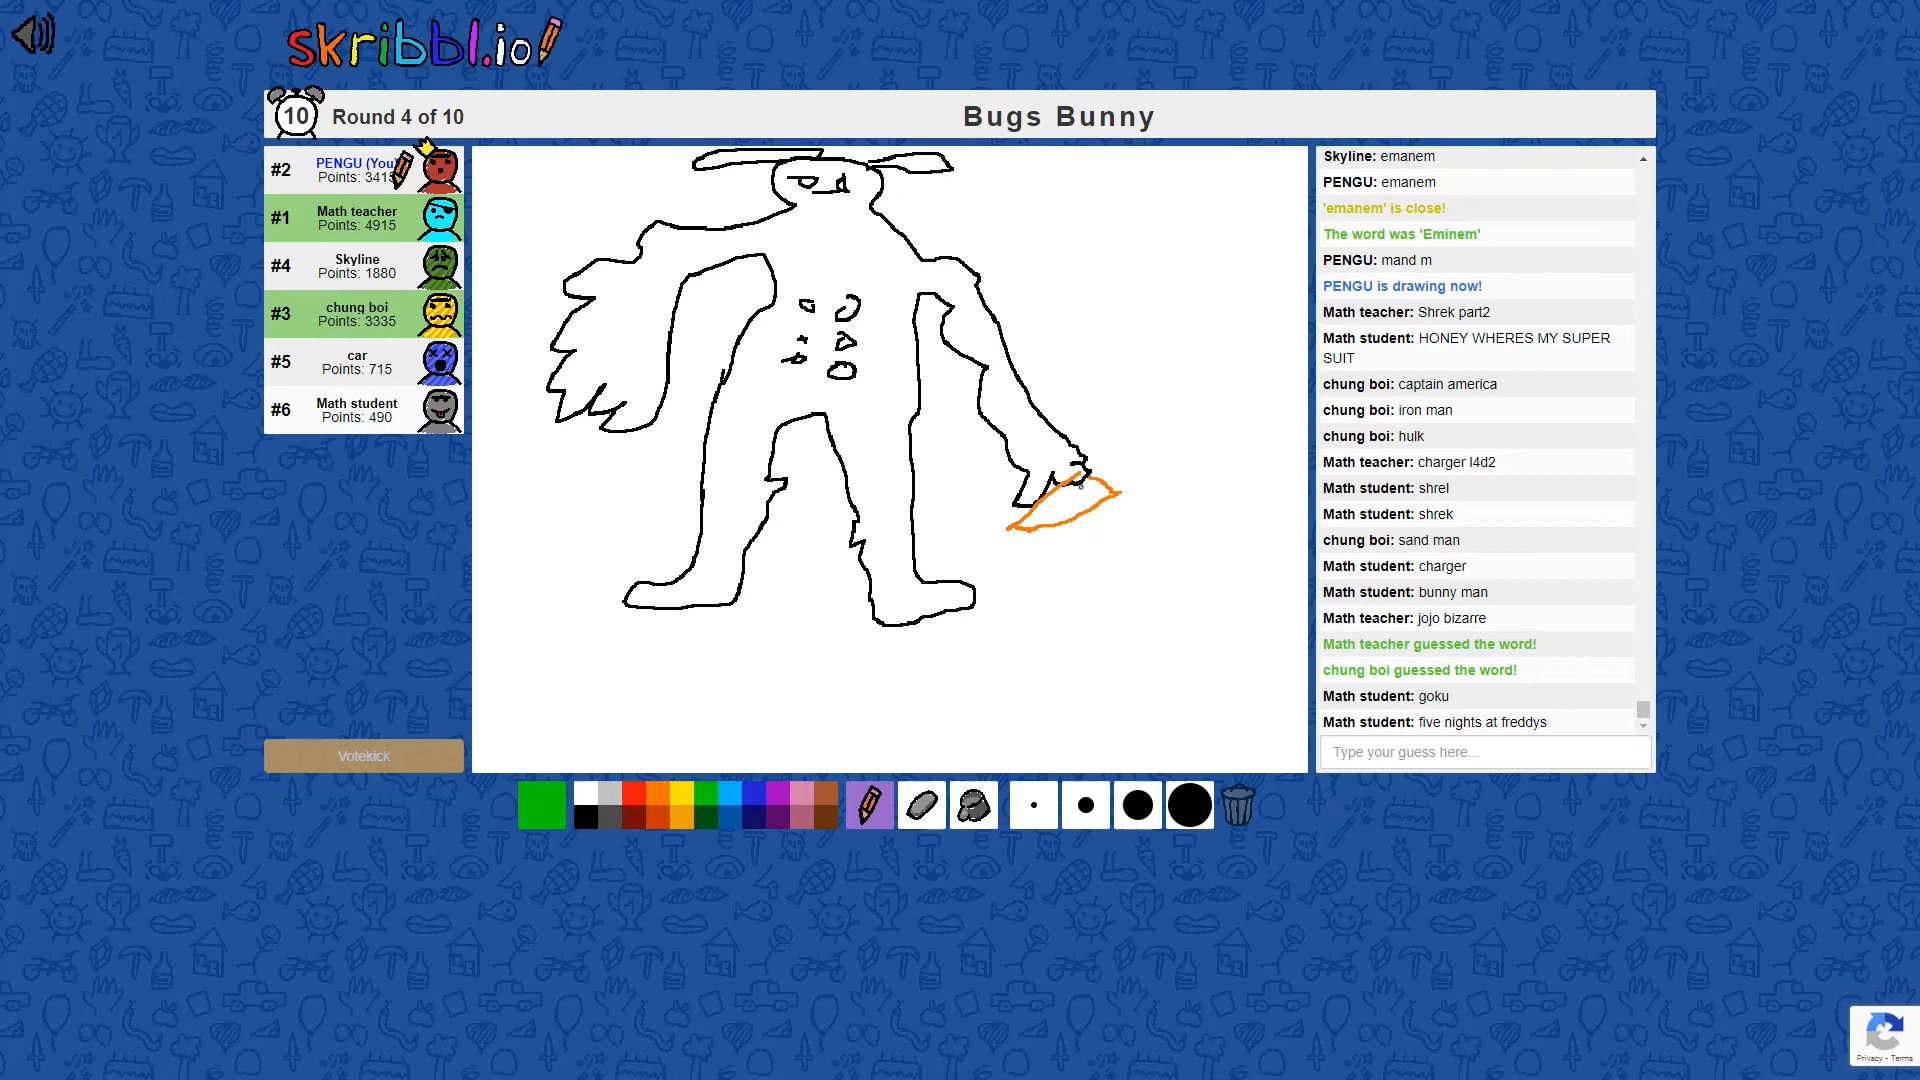 skribbl.io
10
Round 4 of 10
Bugs Bunny
#2
PENGU (You)
Points: 3415
#1
Math teacher
Points: 4915
#4
Skyline
Points: 1880
#3
chung boi
Points: 3335
#5
car
Points: 715
#6
Math student
Points: 490
Votekick
Skyline: emanem
PENGU: emanem
'emanem' is close!
The word was 'Eminem'
PENGU: mand m
PENGU is drawing now!
Math teacher: Shrek part2
Math student: HONEY WHERES MY SUPER
SUIT
chung boi: captain america
chung boi: iron man
chung boi: hulk
Math teacher: charger l4d2
Math student: shrel
Math student: shrek
chung boi: sand man
Math student: charger
Math student: bunny man
Math teacher: jojo bizarre
Math teacher guessed the word!
chung boi guessed the word!
Math student: goku
Math student: five nights at freddys
Type your guess here...
Privacy - Terms